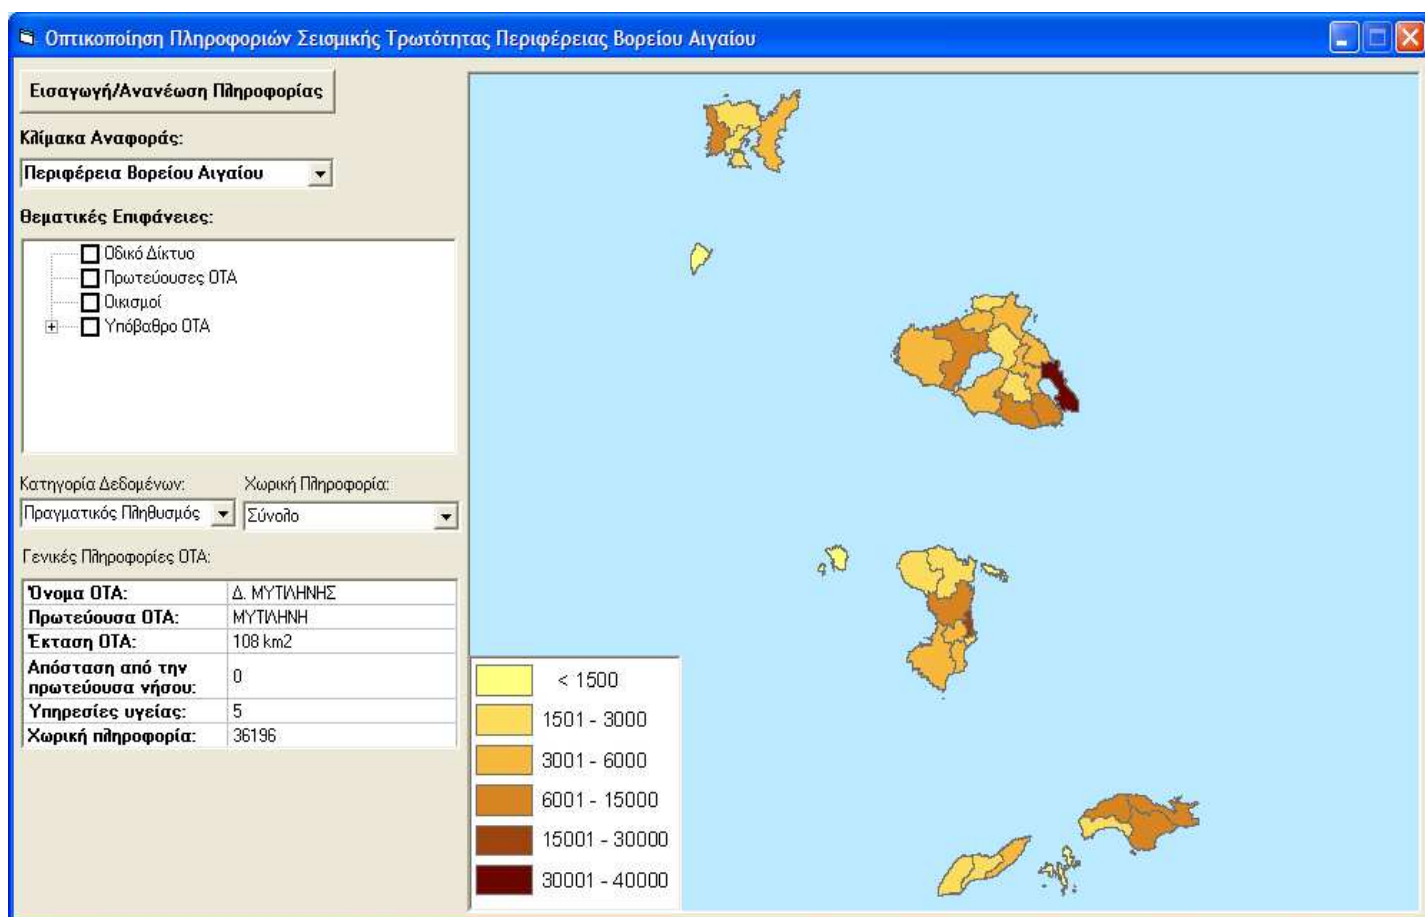 Οπτικοποίηση Πληροφοριών Σεισμικής Τρωτότητας Περιφέρειας Βορείου Αιγαίου
Εισαγωγή/Ανανέωση Πληροφορίας
Κλίμακα Αναφοράς:
Περιφέρεια Βορείου Αιγαίου
Θεματικές Επιφάνειες:
Οδικό Δίκτυο
Πρωτεύουσες ΟΤΑ
Οικισμοί
Υπόβαθρο ΟΤΑ
Κατηγορία Δεδομένων: Χωρική Πληροφορία:
Πραγματικός Πληθυσμός Σύνολο
Γενικές Πληροφορίες ΟΤΑ:
Όνομα ΟΤΑ: Δ. ΜΥΤΙΛΗΝΗΣ
Πρωτεύουσα ΟΤΑ: ΜΥΤΙΛΗΝΗ
Έκταση ΟΤΑ: 108 km2
Απόσταση από την
πρωτεύουσα νήσου: 0
Υπηρεσίες υγείας: 5
Χωρική πληροφορία: 36196
< 1500
1501 - 3000
3001 - 6000
6001 - 15000
15001 - 30000
30001 - 40000